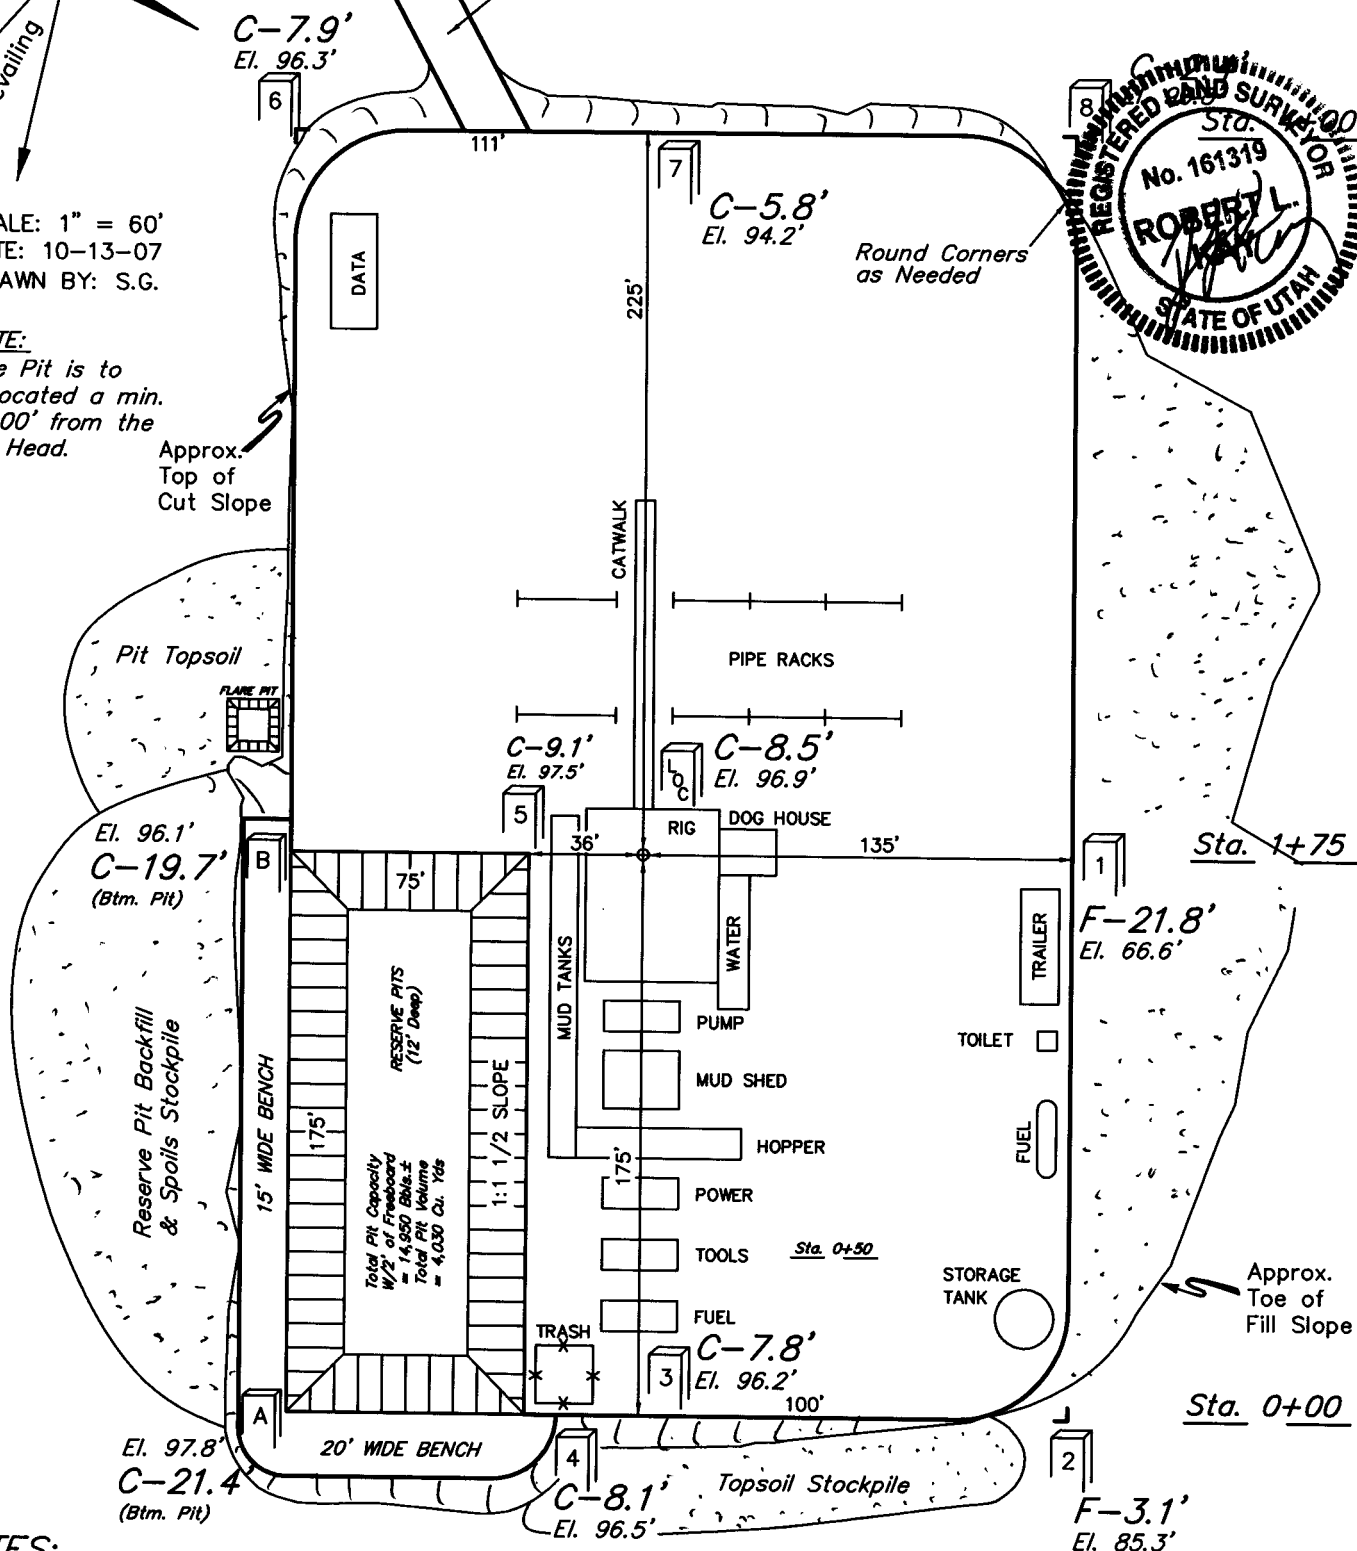 evailing
C-7.9'
El. 96.3'
6
8
Sta.
00
REGISTERED LAND SURVEYOR
No. 161319
ROBERT L.
STATE OF UTAH
111'
7
C-5.8'
El. 94.2'
Round Corners
as Needed
ALE: 1" = 60'
TE: 10-13-07
AWN BY: S.G.
DATA
225'
TE:
e Pit is to
ocated a min.
00' from the
Head.
Approx.
Top of
Cut Slope
CATWALK
Pit Topsoil
FLARE PIT
PIPE RACKS
C-9.1'
El. 97.5'
5
LOC
C-8.5'
El. 96.9'
RIG
DOG HOUSE
El. 96.1'
C-19.7'
(Btm. Pit)
B
75'
36'
135'
1
Sta. 1+75
F-21.8'
El. 66.6'
TRAILER
WATER
MUD TANKS
RESERVE PITS
(12' Deep)
PUMP
TOILET
MUD SHED
Reserve Pit Backfill
& Spoils Stockpile
15' WIDE BENCH
175'
1:1 1/2 SLOPE
HOPPER
FUEL
175'
Total Pit Capacity
W/2' of Freeboard
= 14,950 Bbls.±
Total Pit Volume
= 4,030 Cu. Yds
POWER
TOOLS
Sta. 0+50
STORAGE
TANK
Approx.
Toe of
Fill Slope
FUEL
TRASH
3
C-7.8'
El. 96.2'
100'
Sta. 0+00
A
El. 97.8'
C-21.4'
(Btm. Pit)
20' WIDE BENCH
4
C-8.1'
El. 96.5'
Topsoil Stockpile
2
F-3.1'
El. 85.3'
TES: